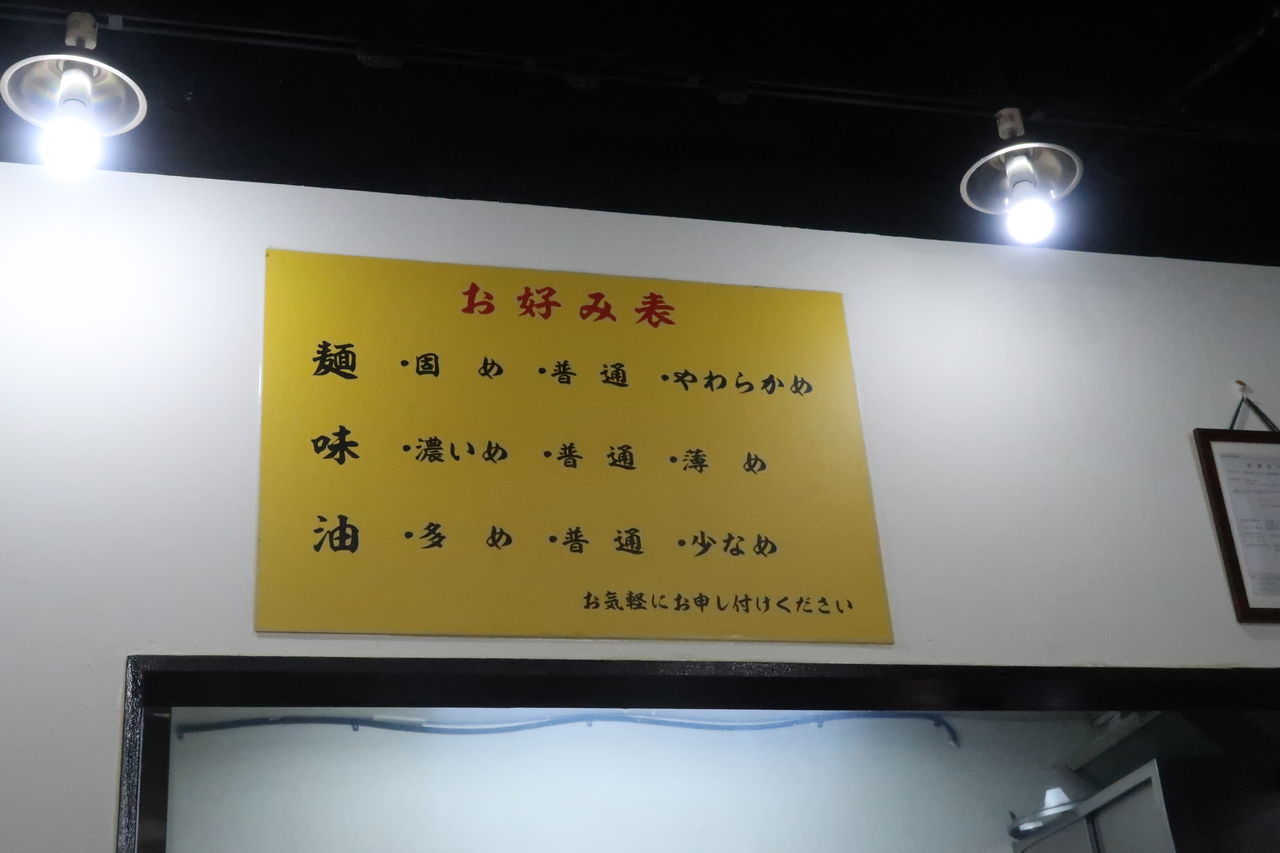 お好み表
麺 ・固め ・普通 ・やわらかめ
味 ・濃いめ ・普通 ・薄め
油 ・多め ・普通 ・少なめ
お気軽にお申し付けください